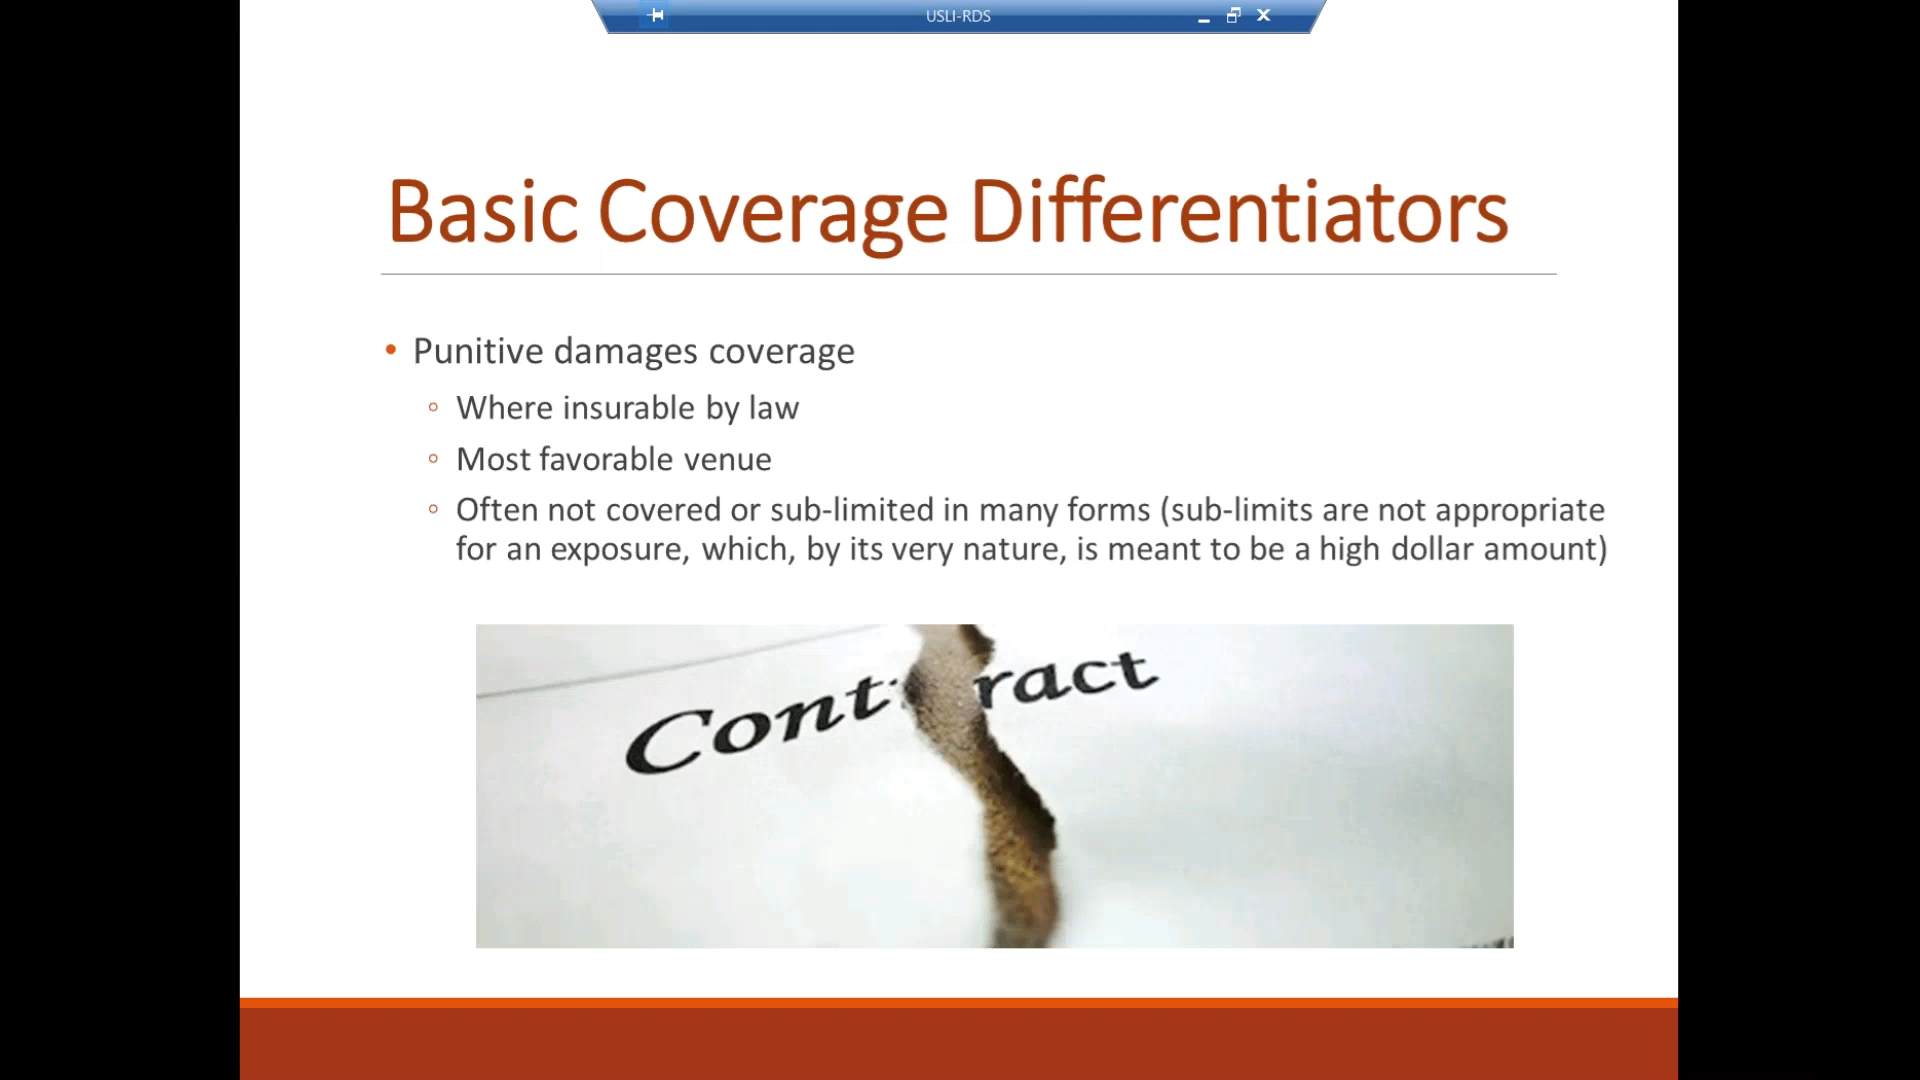 USLI-RDS
Basic Coverage Differentiators
• Punitive damages coverage
◦ Where insurable by law
◦ Most favorable venue
◦ Often not covered or sub-limited in many forms (sub-limits are not appropriate
for an exposure, which, by its very nature, is meant to be a high dollar amount)
Contract